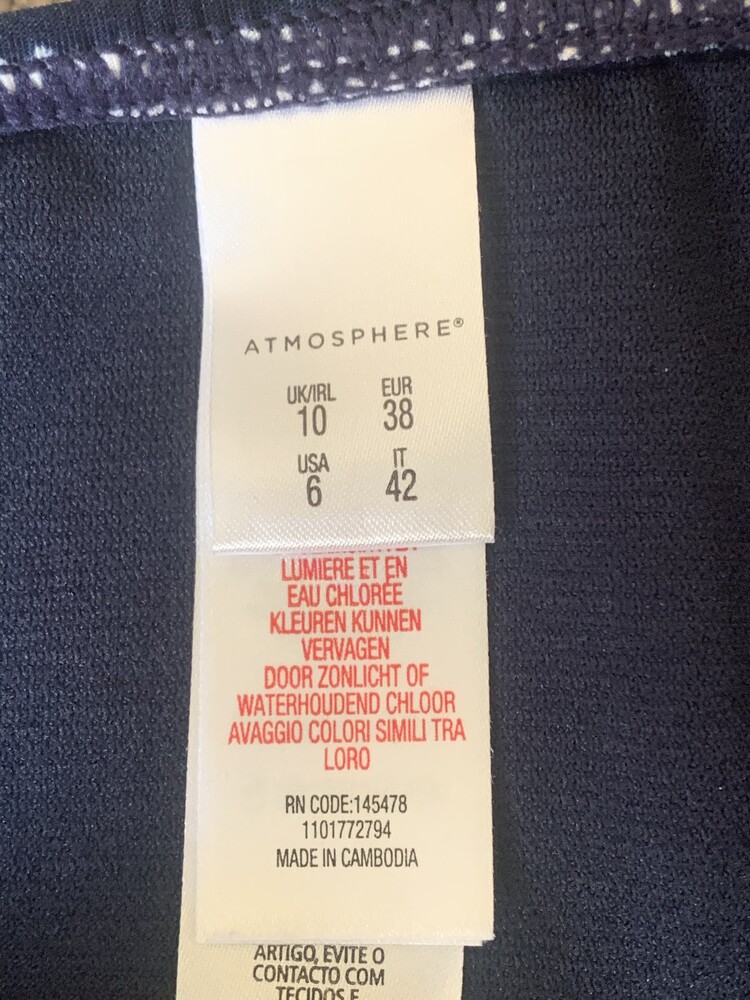 ATMOSPHERE®
UK/IRL EUR
10 38
USA IT
6 42
LUMIERE ET EN
EAU CHLORÉE
KLEUREN KUNNEN
VERVAGEN
DOOR ZONLICHT OF
WATERHOUDEND CHLOOR
AVAGGIO COLORI SIMILI TRA
LORO
RN CODE:145478
1101772794
MADE IN CAMBODIA
ARTIGO, EVITE O
CONTACTO COM
TECIDOS E